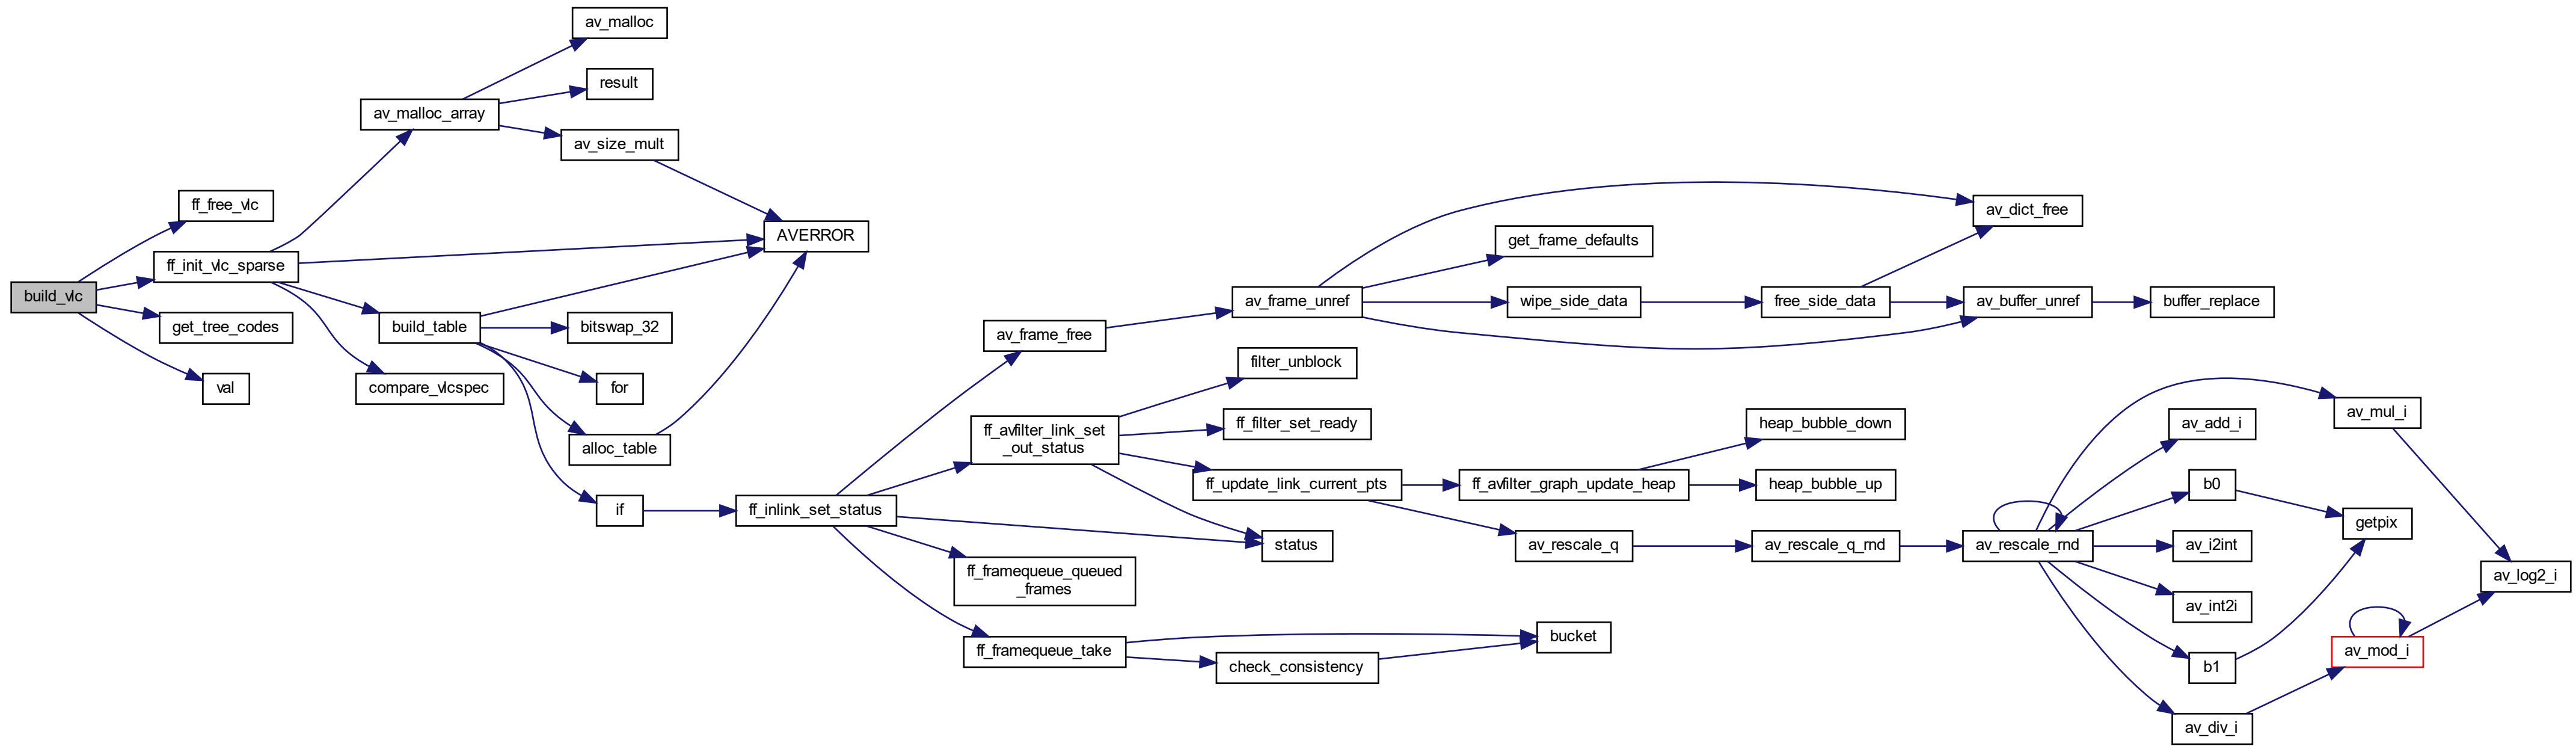 build_vlc
ff_free_vlc
ff_init_vlc_sparse
get_tree_codes
val
av_malloc_array
build_table
compare_vlcspec
av_malloc
result
av_size_mult
AVERROR
bitswap_32
for
alloc_table
if
ff_inlink_set_status
av_frame_free
ff_avfilter_link_set
_out_status
ff_framequeue_queued
_frames
ff_framequeue_take
av_frame_unref
filter_unblock
ff_filter_set_ready
ff_update_link_current_pts
status
check_consistency
bucket
get_frame_defaults
wipe_side_data
free_side_data
av_dict_free
av_buffer_unref
buffer_replace
ff_avfilter_graph_update_heap
heap_bubble_down
heap_bubble_up
av_rescale_q
av_rescale_q_rnd
av_rescale_rnd
av_add_i
b0
av_i2int
av_int2i
b1
av_div_i
av_mul_i
getpix
av_mod_i
av_log2_i